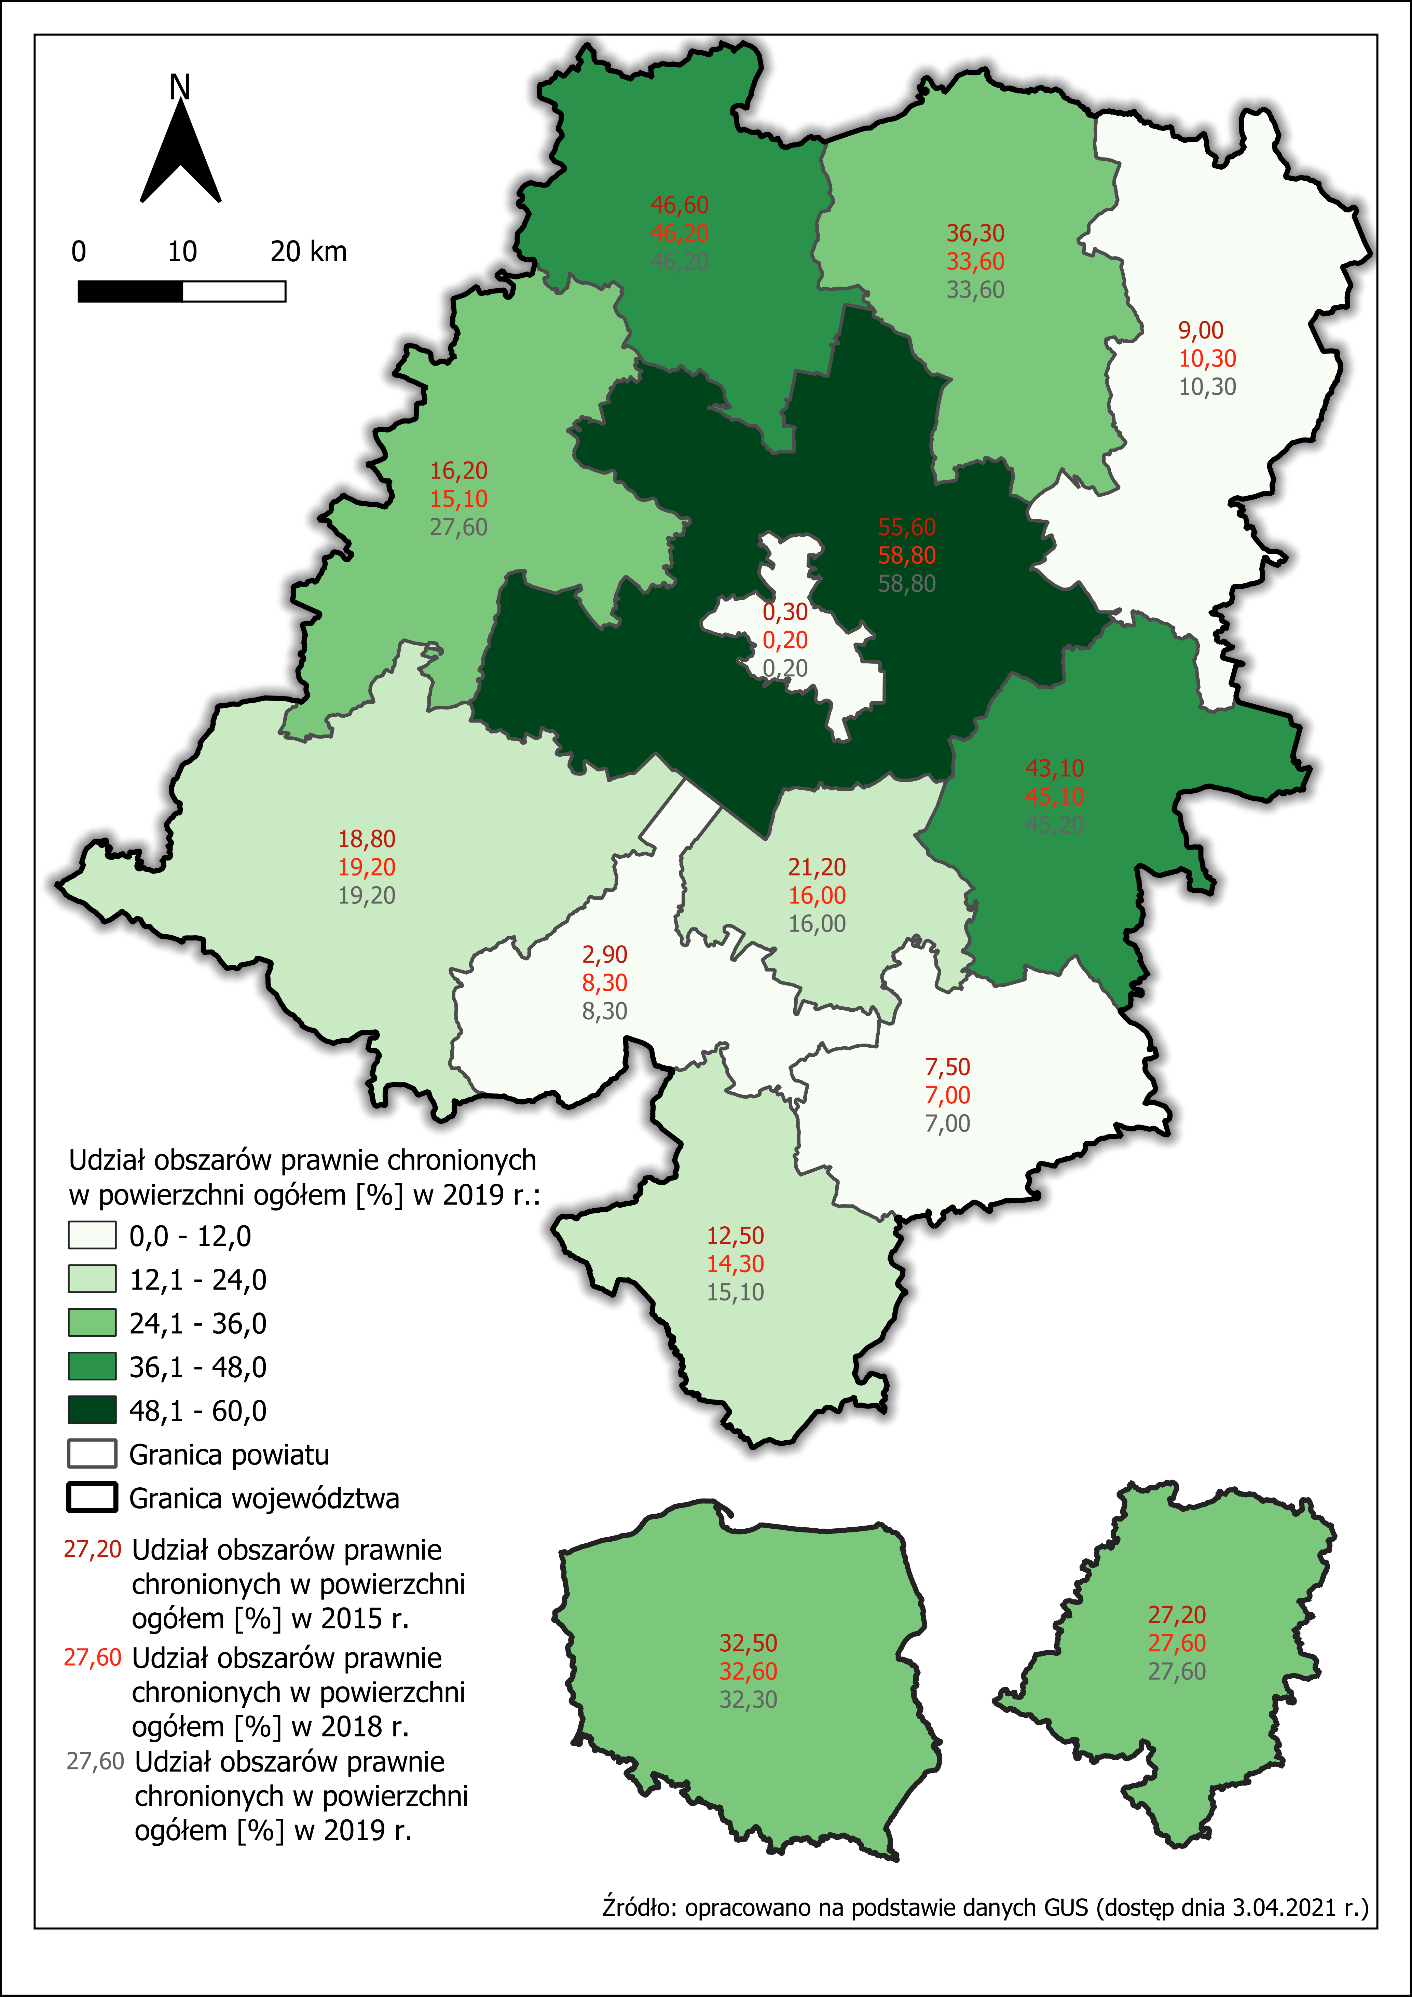 N
0 10 20 km
46,60
46,20
46,20
36,30
33,60
33,60
9,00
10,30
10,30
16,20
15,10
27,60
55,60
58,80
58,80
0,30
0,20
0,20
43,10
45,10
45,20
18,80
19,20
19,20
21,20
16,00
16,00
2,90
8,30
8,30
7,50
7,00
7,00
12,50
14,30
15,10
Udział obszarów prawnie chronionych
w powierzchni ogółem [%] w 2019 r.:
0,0 - 12,0
12,1 - 24,0
24,1 - 36,0
36,1 - 48,0
48,1 - 60,0
Granica powiatu
Granica województwa
27,20 Udział obszarów prawnie
chronionych w powierzchni
ogółem [%] w 2015 r.
27,60 Udział obszarów prawnie
chronionych w powierzchni
ogółem [%] w 2018 r.
27,60 Udział obszarów prawnie
chronionych w powierzchni
ogółem [%] w 2019 r.
32,50
32,60
32,30
27,20
27,60
27,60
Źródło: opracowano na podstawie danych GUS (dostęp dnia 3.04.2021 r.)